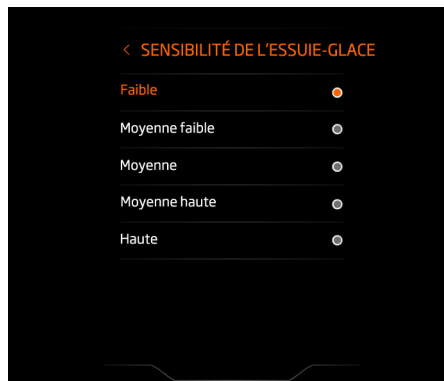 < SENSIBILITÉ DE L'ESSUIE-GLACE
Faible
Moyenne faible
Moyenne
Moyenne haute
Haute